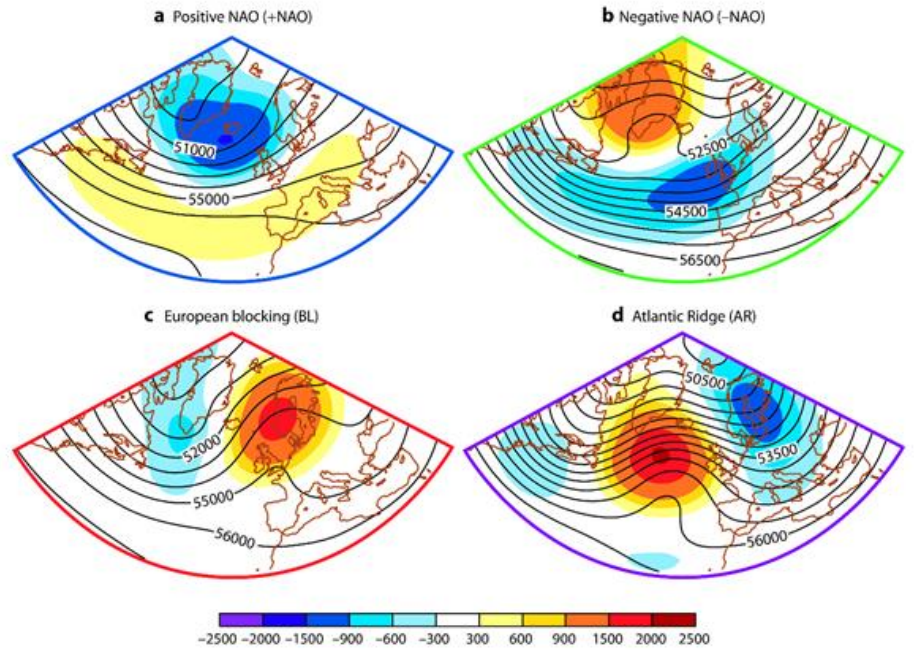 a Positive NAO (+NAO)
b Negative NAO (–NAO)
51000
55000
52500
54500
56500
c European blocking (BL)
d Atlantic Ridge (AR)
52000
55000
56000
50500
53500
56000
−2500 −2000 −1500 −900 −600 −300 300 600 900 1500 2000 2500